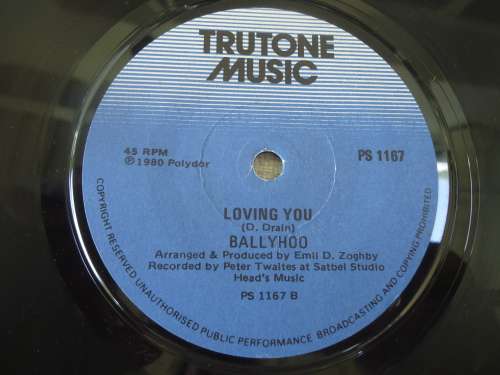 TRUTONE
MUSIC
45 RPM
℗ 1980 Polydor
PS 1167
LOVING YOU
(D. Drain)
BALLYHOO
Arranged & Produced by Emil D. Zoghby
Recorded by Peter Twaites at Satbel Studio
Head's Music
PS 1167 B
COPYRIGHT RESERVED UNAUTHORISED PUBLIC PERFORMANCE BROADCASTING AND COPYING PROHIBITED